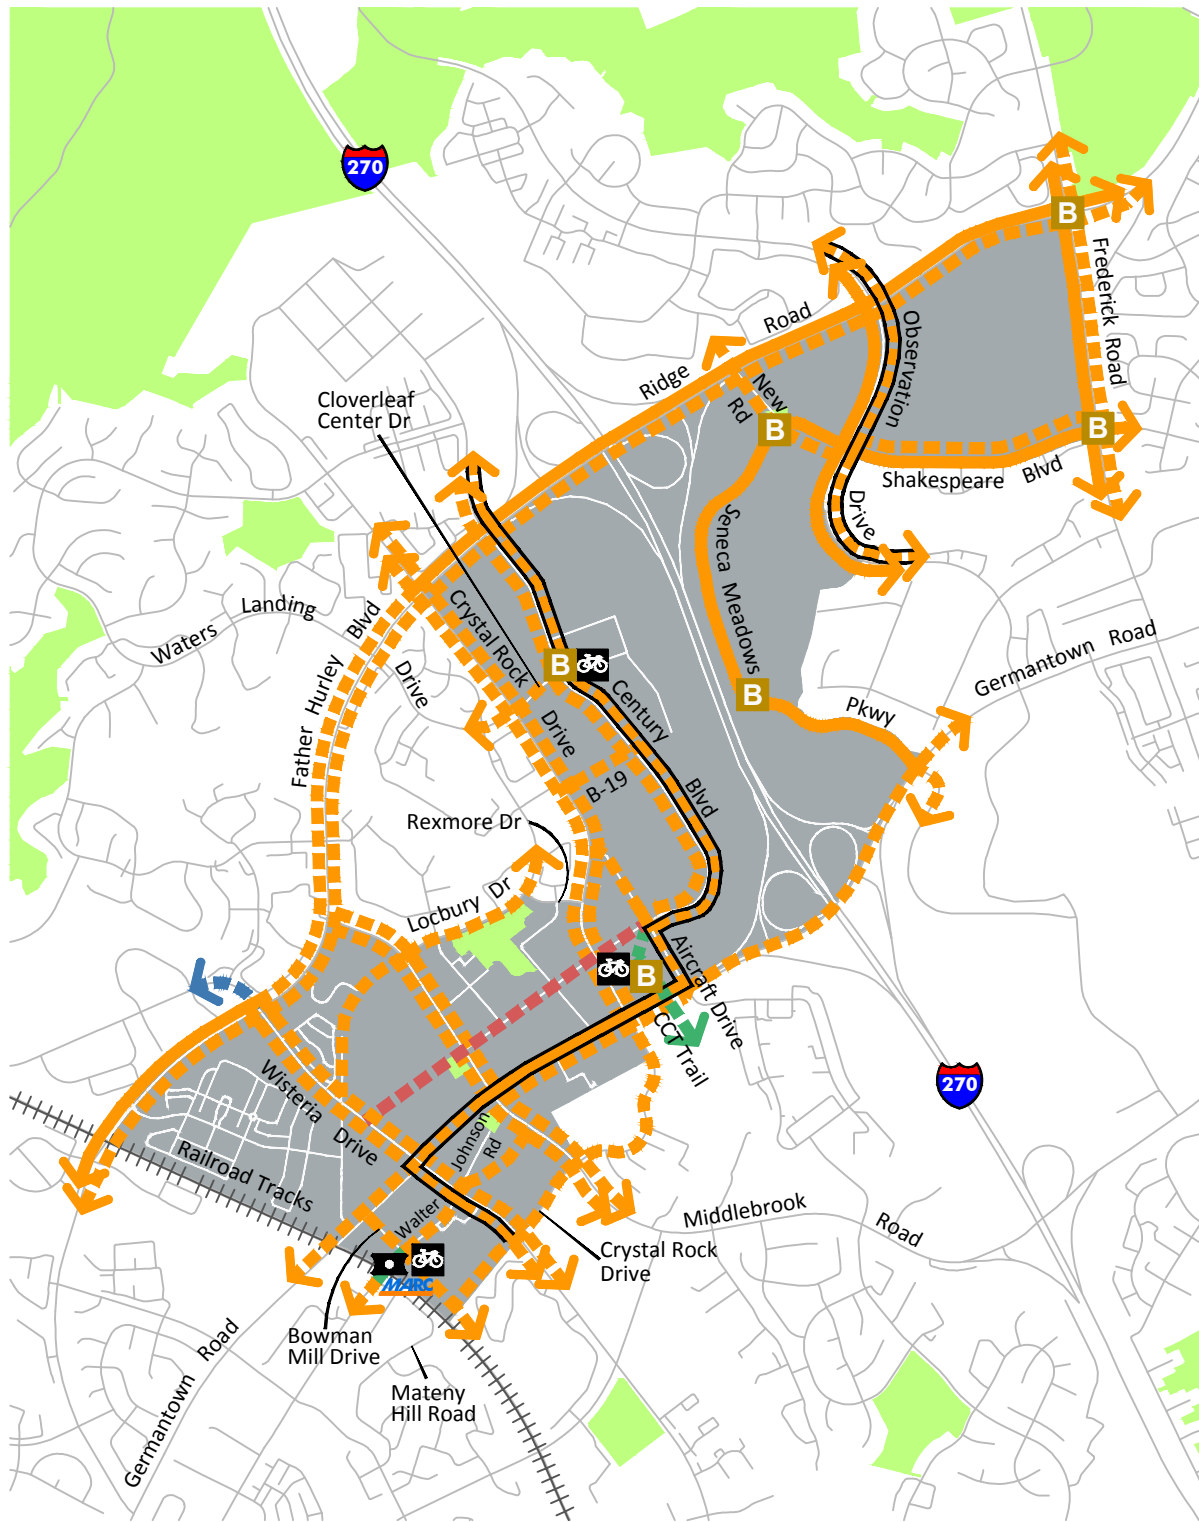 270
B
Frederick Road
Observation
Road
Ridge
New
Rd
Cloverleaf
Center Dr
B
B
Shakespeare
Blvd
Drive
Seneca Meadows
Crystal Rock
Landing
Waters
Blvd
Father Hurley
Drive
Germantown Road
B
Century
B
Pkwy
Drive
B-19
Blvd
Rexmore Dr
Locbury Dr
Aircraft Drive
B
CCT Trail
270
Wisteria
Drive
Johnson
Rd
Railroad Tracks
Walter
Middlebrook
Road
Crystal Rock
Drive
MARC
Bowman
Mill Drive
Germantown Road
Mateny
Hill Road